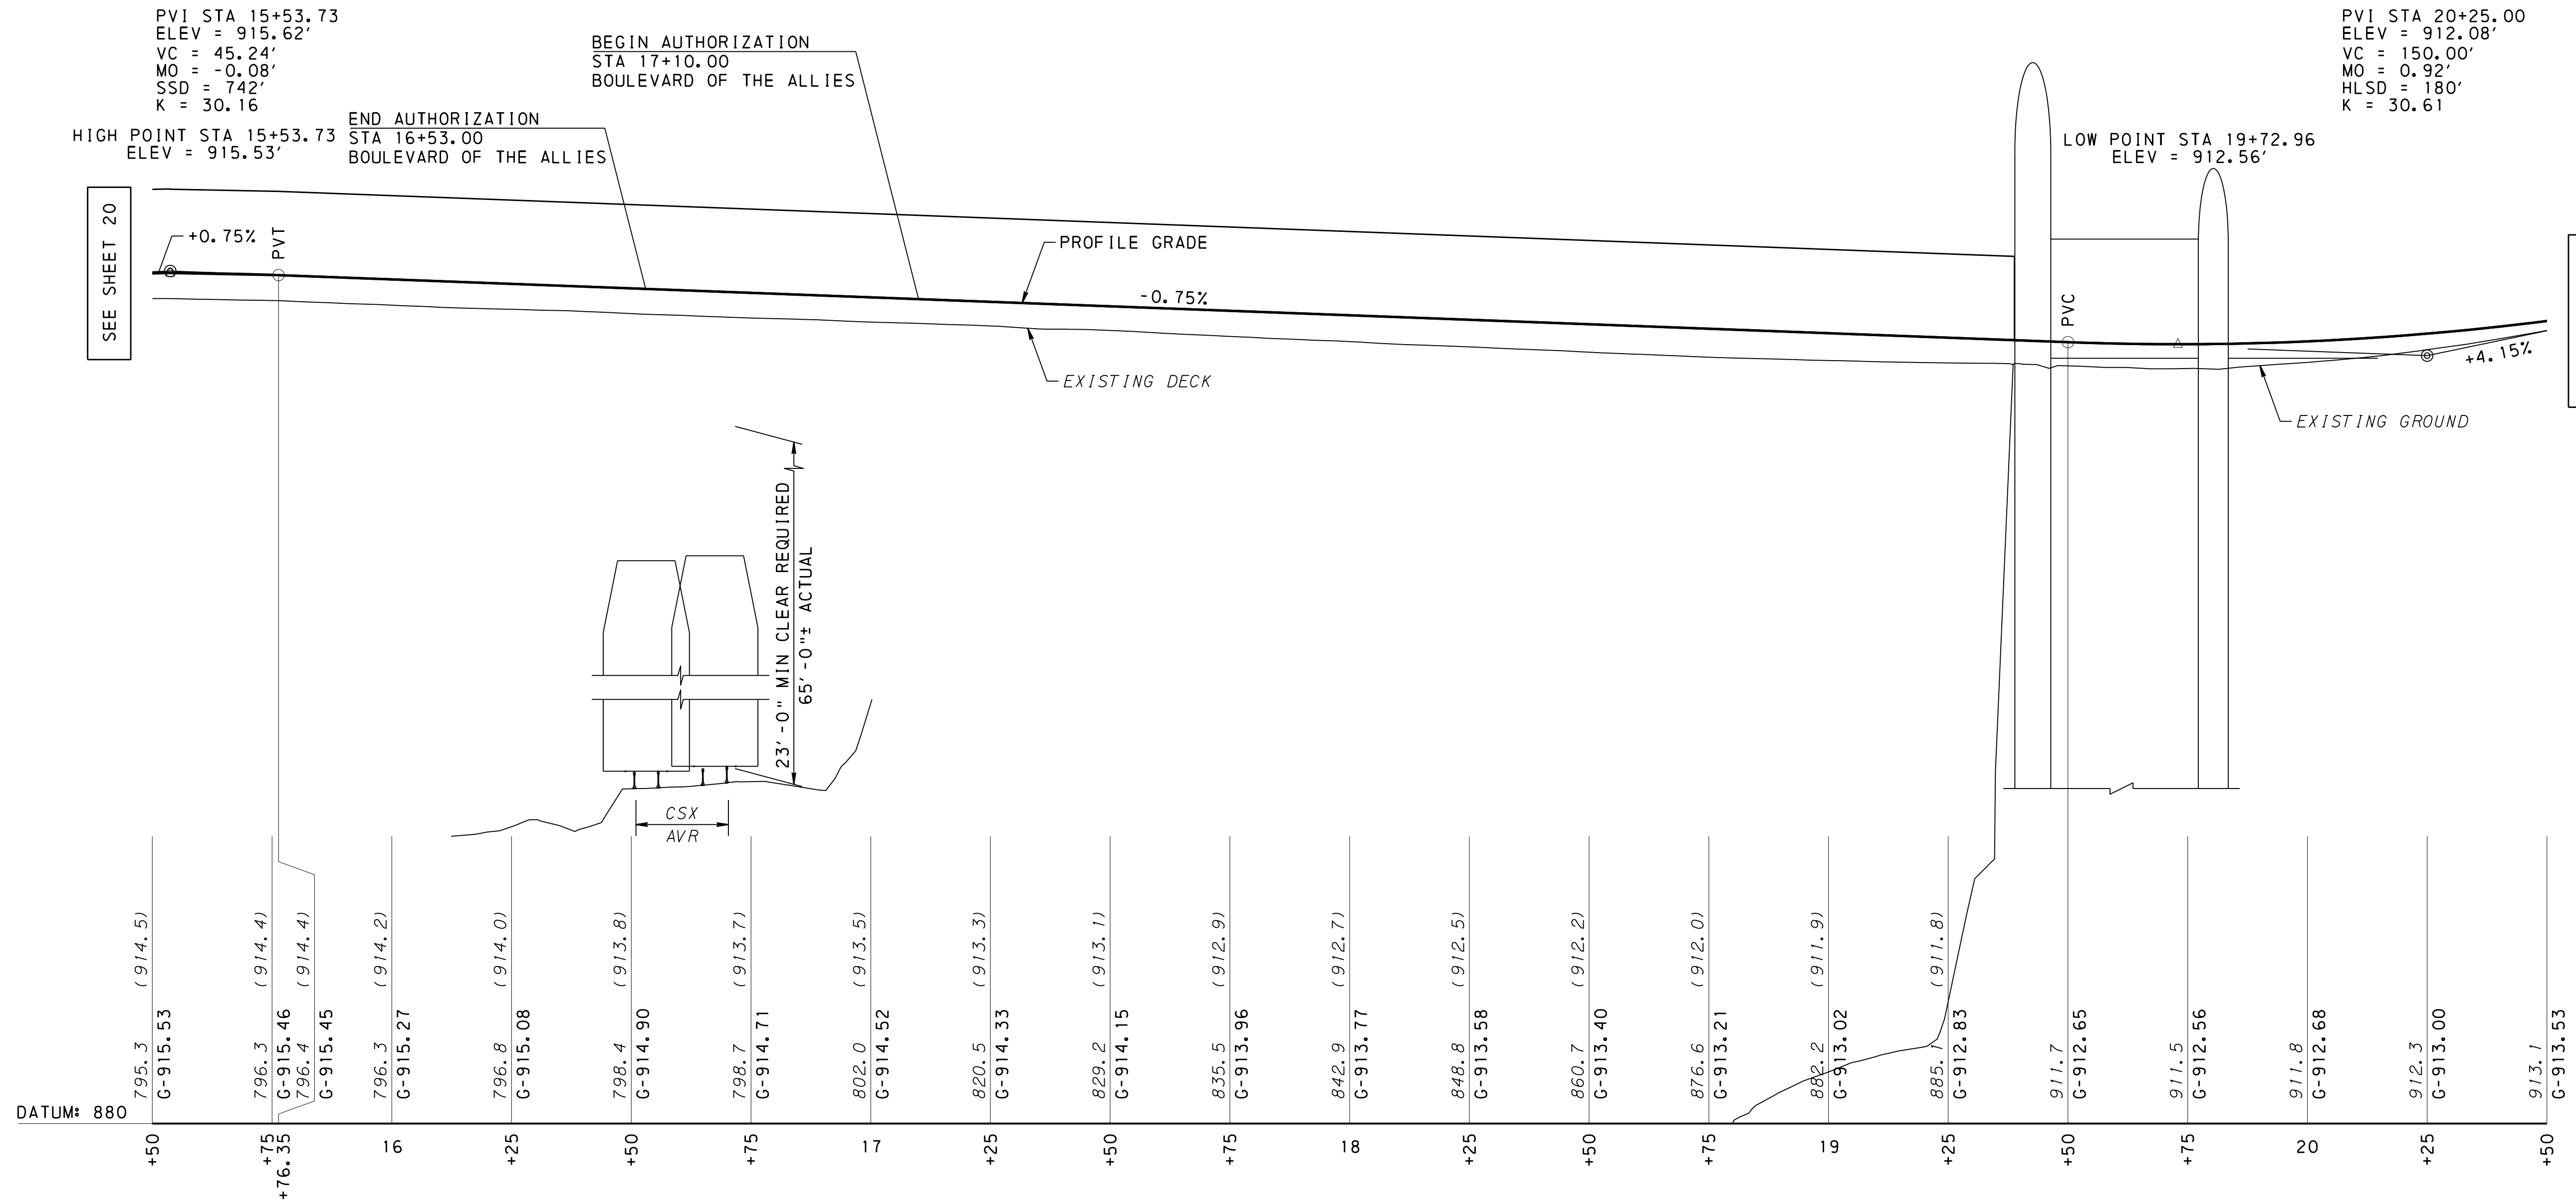 PVI STA 15+53.73
ELEV = 915.62'
VC = 45.24'
MO = -0.08'
SSD = 742'
K = 30.16
HIGH POINT STA 15+53.73
ELEV = 915.53'
END AUTHORIZATION
STA 16+53.00
BOULEVARD OF THE ALLIES
BEGIN AUTHORIZATION
STA 17+10.00
BOULEVARD OF THE ALLIES
PVI STA 20+25.00
ELEV = 912.08'
VC = 150.00'
MO = 0.92'
HLSD = 180'
K = 30.61
LOW POINT STA 19+72.96
ELEV = 912.56'
SEE SHEET 20
+0.75%
PVT
PROFILE GRADE
-0.75%
EXISTING DECK
PVC
+4.15%
EXISTING GROUND
23'-0" MIN CLEAR REQUIRED
65'-0"± ACTUAL
CSX
AVR
795.3 (914.5)
G-915.53
796.3 (914.4)
G-915.46
796.4 (914.4)
G-915.45
796.3 (914.2)
G-915.27
796.8 (914.0)
G-915.08
798.4 (913.8)
G-914.90
798.7 (913.7)
G-914.71
802.0 (913.5)
G-914.52
820.5 (913.3)
G-914.33
829.2 (913.1)
G-914.15
835.5 (912.9)
G-913.96
842.9 (912.7)
G-913.77
848.8 (912.5)
G-913.58
860.7 (912.2)
G-913.40
876.6 (912.0)
G-913.21
882.2 (911.9)
G-913.02
885.1 (911.8)
G-912.83
911.7
G-912.65
911.5
G-912.56
911.8
G-912.68
912.3
G-913.00
913.1
G-913.53
DATUM: 880
+50
+75
+76.35
16
+25
+50
+75
17
+25
+50
+75
18
+25
+50
+75
19
+25
+50
+75
20
+25
+50